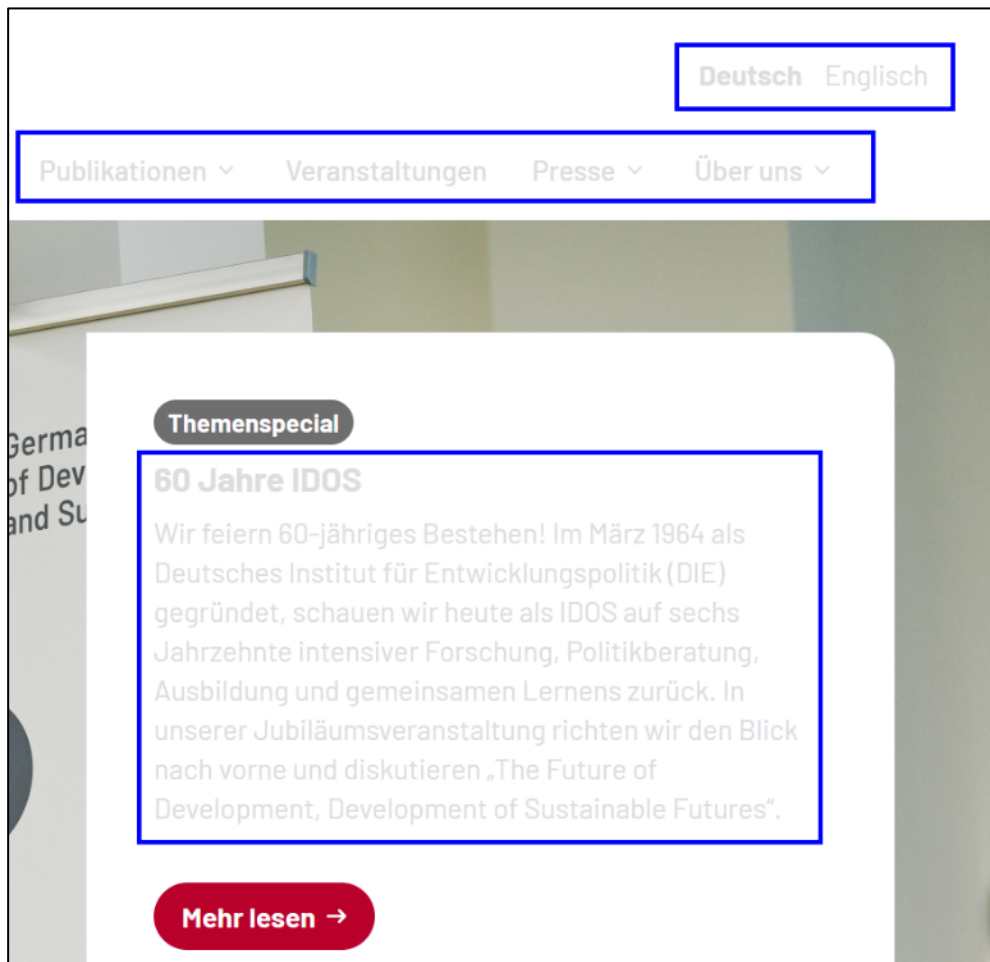 Deutsch Englisch
Publikationen Veranstaltungen Presse Über uns
Themenspecial
60 Jahre IDOS
Wir feiern 60-jähriges Bestehen! Im März 1964 als
Deutsches Institut für Entwicklungspolitik (DIE)
gegründet, schauen wir heute als IDOS auf sechs
Jahrzehnte intensiver Forschung, Politikberatung,
Ausbildung und gemeinsamen Lernens zurück. In
unserer Jubiläumsveranstaltung richten wir den Blick
nach vorne und diskutieren „The Future of
Development, Development of Sustainable Futures“.
Mehr lesen →
Germa
of Dev
and Su